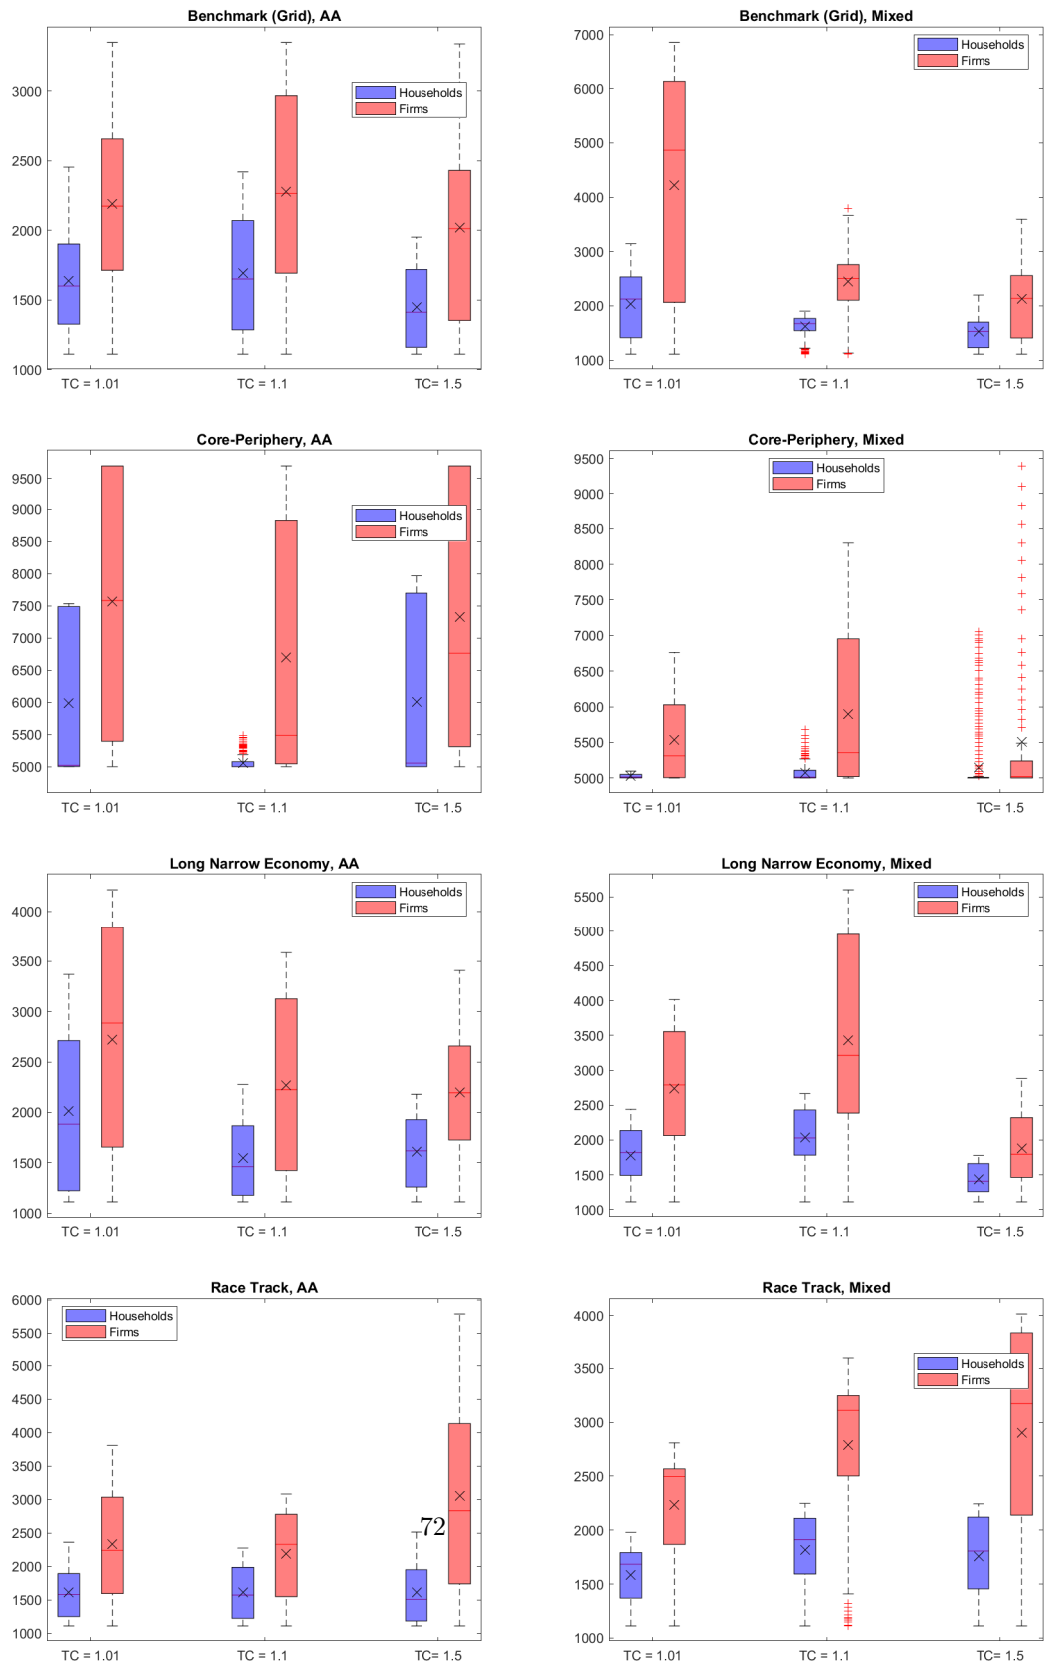 Benchmark (Grid), AA
Households
Firms
3000
2500
2000
1500
1000
TC = 1.01
TC = 1.1
TC= 1.5
Benchmark (Grid), Mixed
Households
Firms
7000
6000
5000
4000
3000
2000
1000
TC = 1.01
TC = 1.1
TC= 1.5
Core-Periphery, AA
Households
Firms
9500
9000
8500
8000
7500
7000
6500
6000
5500
5000
TC = 1.01
TC = 1.1
TC= 1.5
Core-Periphery, Mixed
Households
Firms
9500
9000
8500
8000
7500
7000
6500
6000
5500
5000
TC = 1.01
TC = 1.1
TC= 1.5
Long Narrow Economy, AA
Households
Firms
4000
3500
3000
2500
2000
1500
1000
TC = 1.01
TC = 1.1
TC= 1.5
Long Narrow Economy, Mixed
Households
Firms
5500
5000
4500
4000
3500
3000
2500
2000
1500
1000
TC = 1.01
TC = 1.1
TC= 1.5
Race Track, AA
Households
Firms
6000
5500
5000
4500
4000
3500
3000
2500
2000
1500
1000
72
TC = 1.01
TC = 1.1
TC= 1.5
Race Track, Mixed
Households
Firms
4000
3500
3000
2500
2000
1500
1000
TC = 1.01
TC = 1.1
TC= 1.5